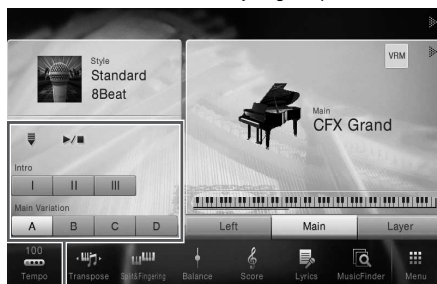 Style
Standard
8Beat
VRM
Main
CFX Grand
Intro
I II III
Main Variation
A B C D
Left Main Layer
100
Tempo Transpose Split&Fingering Balance Score Lyrics MusicFinder Menu